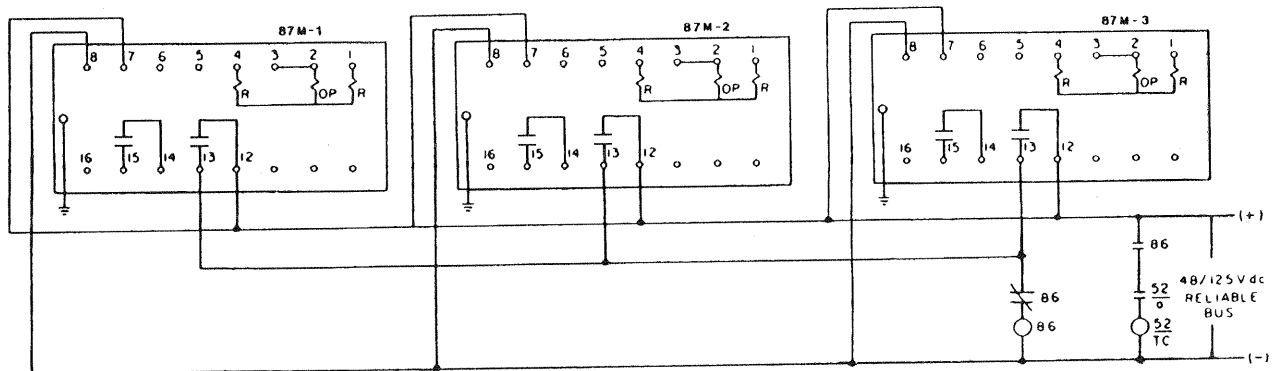 87M-1
8 7 6 5 4 3 2 1
R OP R
16 15 14 13 12
87M-2
8 7 6 5 4 3 2 1
R OP R
16 15 14 13 12
87M-3
8 7 6 5 4 3 2 1
R OP R
16 15 14 13 12
(+)
86
86
86
52
a
52
TC
48/125Vdc
RELIABLE
BUS
(-)